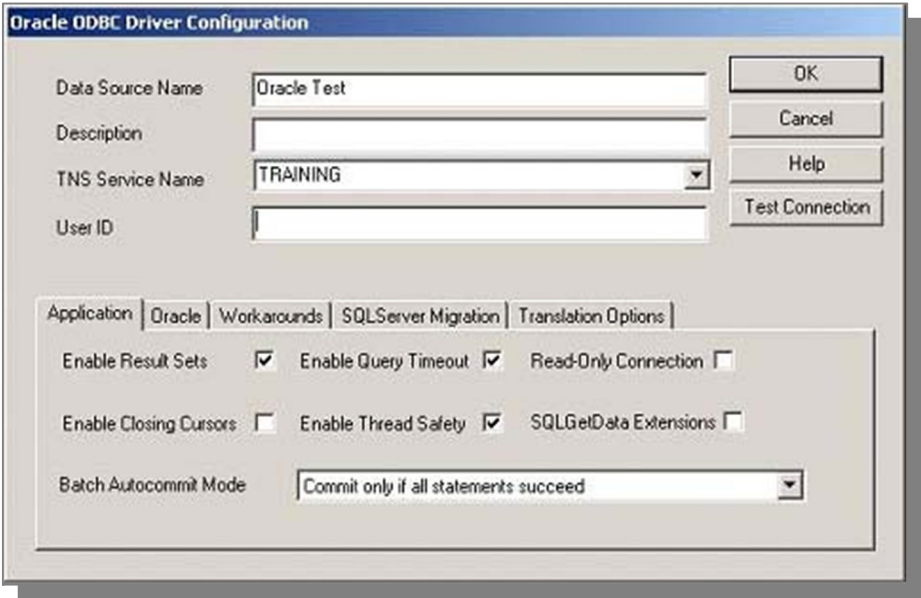 Oracle ODBC Driver Configuration
Data Source Name Oracle Test OK
Description Cancel
TNS Service Name TRAINING Help
User ID Test Connection
Application Oracle Workarounds SQLServer Migration Translation Options
Enable Result Sets Enable Query Timeout Read-Only Connection
Enable Closing Cursors Enable Thread Safety SQLGetData Extensions
Batch Autocommit Mode Commit only if all statements succeed